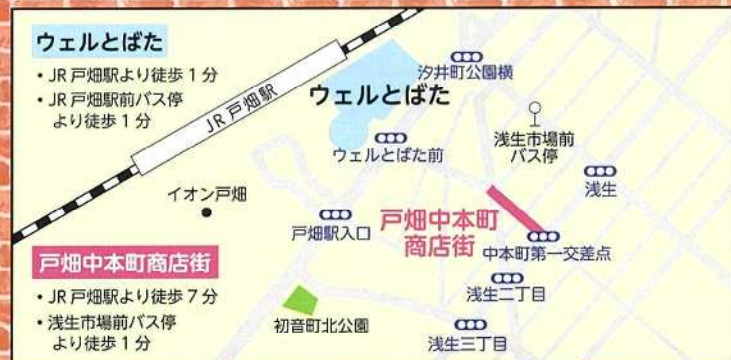 ウェルとばた
・JR戸畑駅より徒歩1分
・JR戸畑駅前バス停
より徒歩1分
JR戸畑駅
汐井町公園横
ウェルとばた
ウェルとばた前
浅生市場前
バス停
浅生
イオン戸畑
戸畑駅入口
戸畑中本町
商店街
中本町第一交差点
戸畑中本町商店街
・JR戸畑駅より徒歩7分
・浅生市場前バス停
より徒歩1分
浅生二丁目
初音町北公園
浅生三丁目